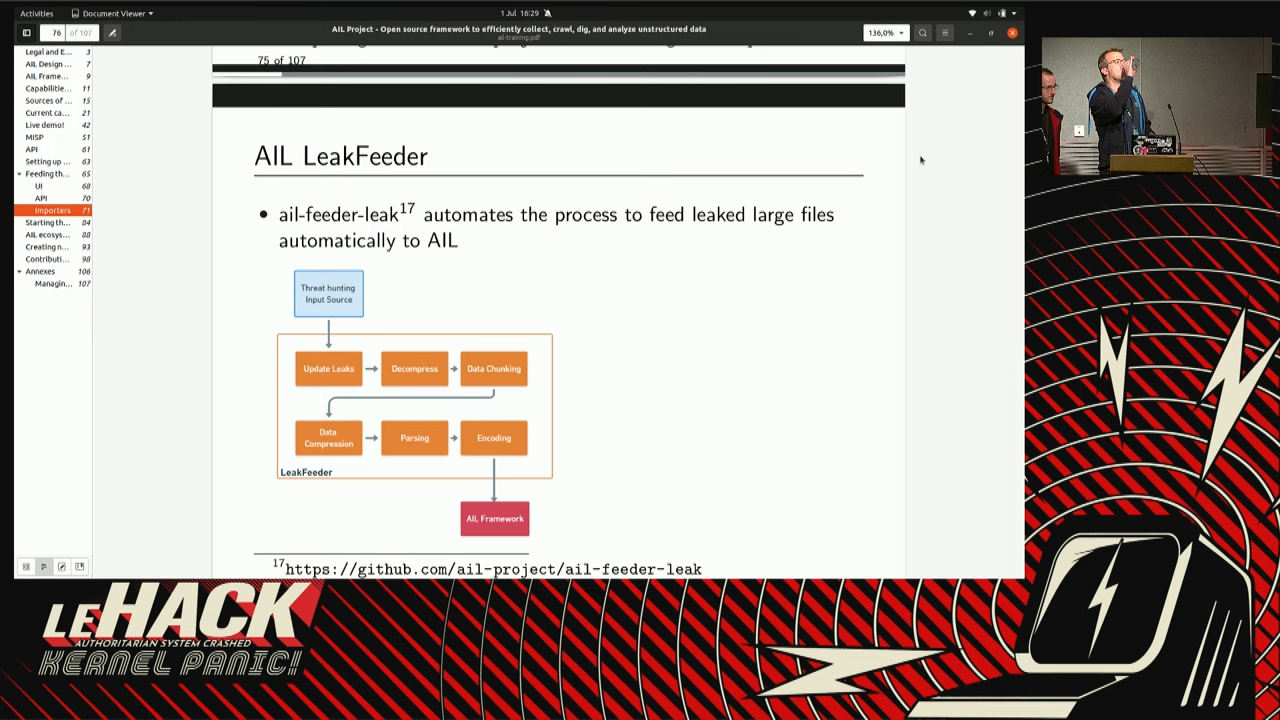 Activities
Document Viewer
1 Jul 16:29
76 of 107
AIL Project - Open source framework to efficiently collect, crawl, dig, and analyze unstructured data
ail-training.pdf
136,0%
Legal and E... 3
AIL Design ... 7
AIL Frame... 9
Capabilitie... 11
Sources of ... 15
Current ca... 21
Live demo! 42
MISP 51
API 61
Setting up ... 63
Feeding th... 65
UI 68
API 70
Importers 71
Starting th... 84
AIL ecosys... 88
Creating n... 93
Contributi... 98
Annexes 106
Managin... 107
75 of 107
AIL LeakFeeder
• ail-feeder-leak17 automates the process to feed leaked large files
automatically to AIL
Threat hunting
Input Source
Update Leaks
Decompress
Data Chunking
Data
Compression
Parsing
Encoding
LeakFeeder
AIL Framework
17https://github.com/ail-project/ail-feeder-leak
LEHACK
AUTHORITARIAN SYSTEM CRASHED
KERNEL PANIC!